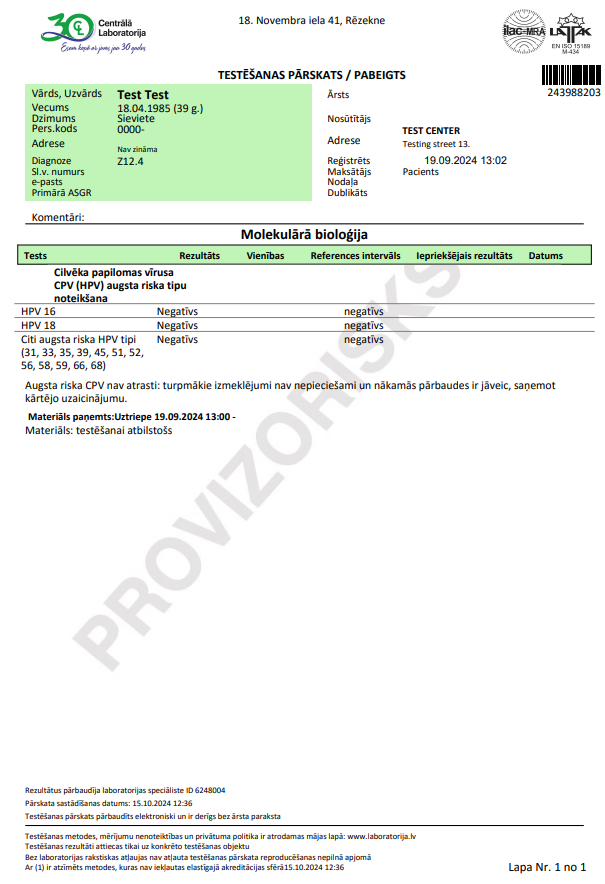 30 CL Centrālā
Laboratorija
Esam kopā ar jums jau 30 gadus
18. Novembra iela 41, Rēzekne
ilac-MRA LATAK
EN ISO 15189
M-434
TESTĒŠANAS PĀRSKATS / PABEIGTS
243988203
Vārds, Uzvārds Test Test
Vecums 18.04.1985 (39 g.)
Dzimums Sieviete
Pers.kods 0000-
Adrese Nav zināma
Diagnoze Z12.4
Sl.v. numurs
e-pasts
Primārā ASGR
Ārsts
Nosūtītājs
TEST CENTER
Adrese Testing street 13.
Reģistrēts 19.09.2024 13:02
Maksātājs Pacients
Nodaļa
Dublikāts
Komentāri:
Molekulārā bioloģija
Tests Rezultāts Vienības References intervāls Iepriekšējais rezultāts Datums
Cilvēka papilomas vīrusa
CPV (HPV) augsta riska tipu
noteikšana
HPV 16 Negatīvs negatīvs
HPV 18 Negatīvs negatīvs
Citi augsta riska HPV tipi Negatīvs negatīvs
(31, 33, 35, 39, 45, 51, 52,
56, 58, 59, 66, 68)
Augsta riska CPV nav atrasti: turpmākie izmeklējumi nav nepieciešami un nākamās pārbaudes ir jāveic, saņemot
kārtējo uzaicinājumu.
Materiāls paņemts:Uztriepe 19.09.2024 13:00 -
Materiāls: testēšanai atbilstošs
PROVIZORISKS
Rezultātus pārbaudīja laboratorijas speciāliste ID 6248004
Pārskata sastādīšanas datums: 15.10.2024 12:36
Testēšanas pārskats pārbaudīts elektroniski un ir derīgs bez ārsta paraksta
Testēšanas metodes, mērījumu nenoteiktības un privātuma politika ir atrodamas mājas lapā: www.laboratorija.lv
Testēšanas rezultāti attiecas tikai uz konkrēto testēšanas objektu
Bez laboratorijas rakstiskas atļaujas nav atļauta testēšanas pārskata reproducēšanas nepilnā apjomā
Ar (1) ir atzīmēts metodes, kuras nav iekļautas elastīgajā akreditācijas sfērā15.10.2024 12:36
Lapa Nr. 1 no 1